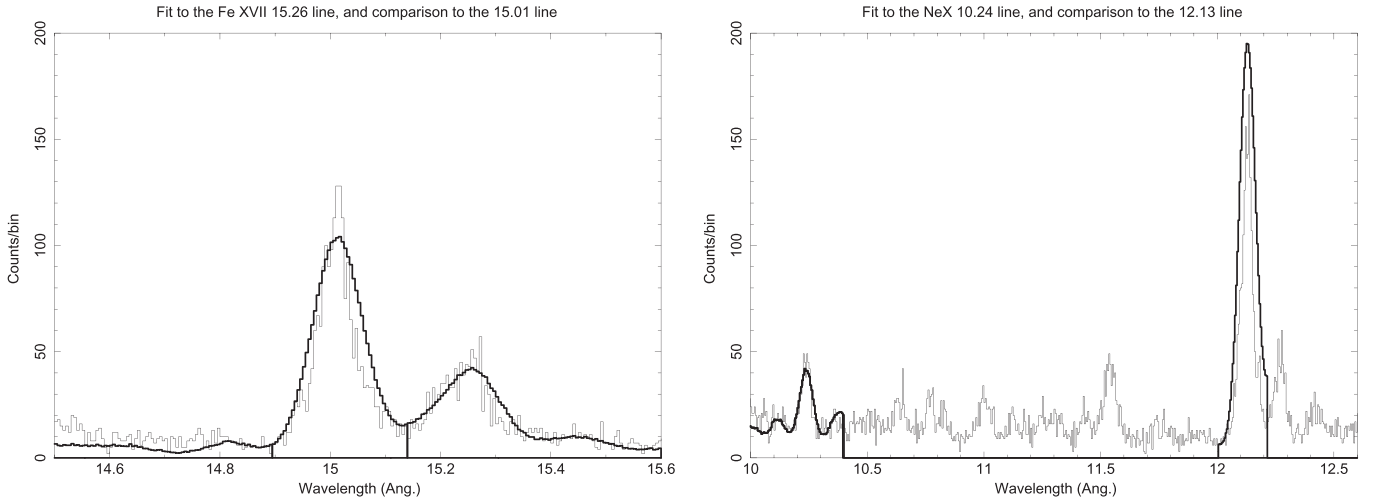 Fit to the Fe XVII 15.26 line, and comparison to the 15.01 line
200
150
100
50
0
Counts/bin
14.6 14.8 15 15.2 15.4 15.6
Wavelength (Ang.)
Fit to the NeX 10.24 line, and comparison to the 12.13 line
200
150
100
50
0
Counts/bin
10 10.5 11 11.5 12 12.5
Wavelength (Ang.)